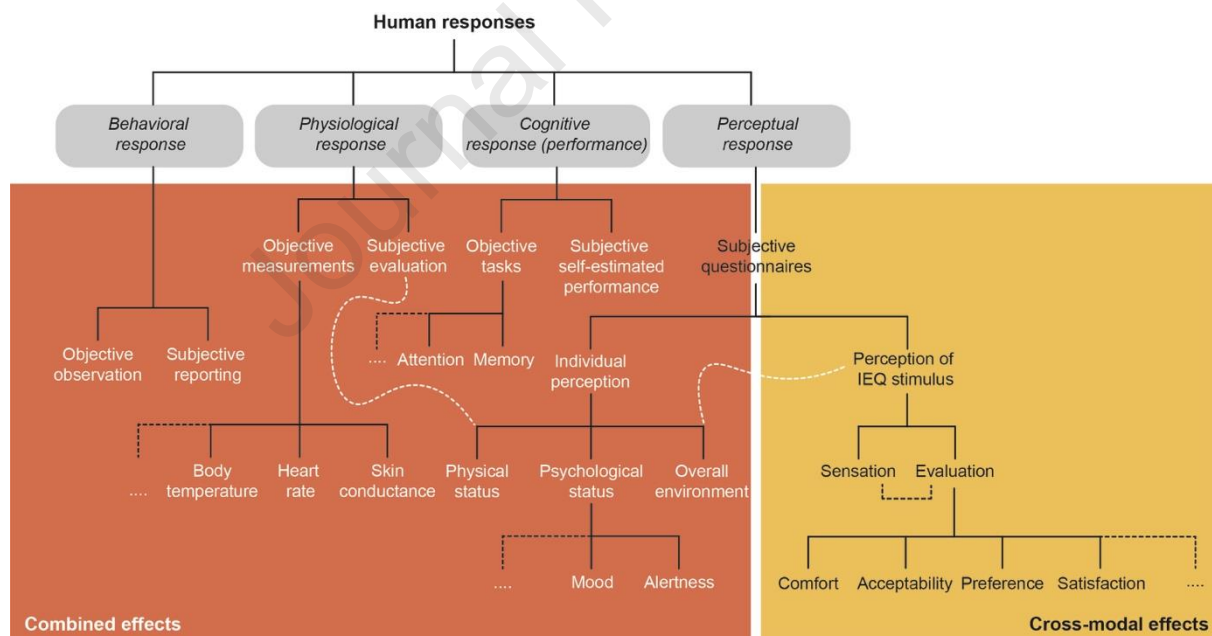 Journal
Human responses
Behavioral
response
Physiological
response
Cognitive
response (performance)
Perceptual
response
Objective
measurements
Subjective
evaluation
Objective
tasks
Subjective
self-estimated
performance
Subjective
questionnaires
Objective
observation
Subjective
reporting
....
Attention
Memory
Individual
perception
Perception of
IEQ stimulus
....
Body
temperature
Heart
rate
Skin
conductance
Physical
status
Psychological
status
Overall
environment
Sensation
Evaluation
....
Mood
Alertness
Comfort
Acceptability
Preference
Satisfaction
....
Combined effects
Cross-modal effects